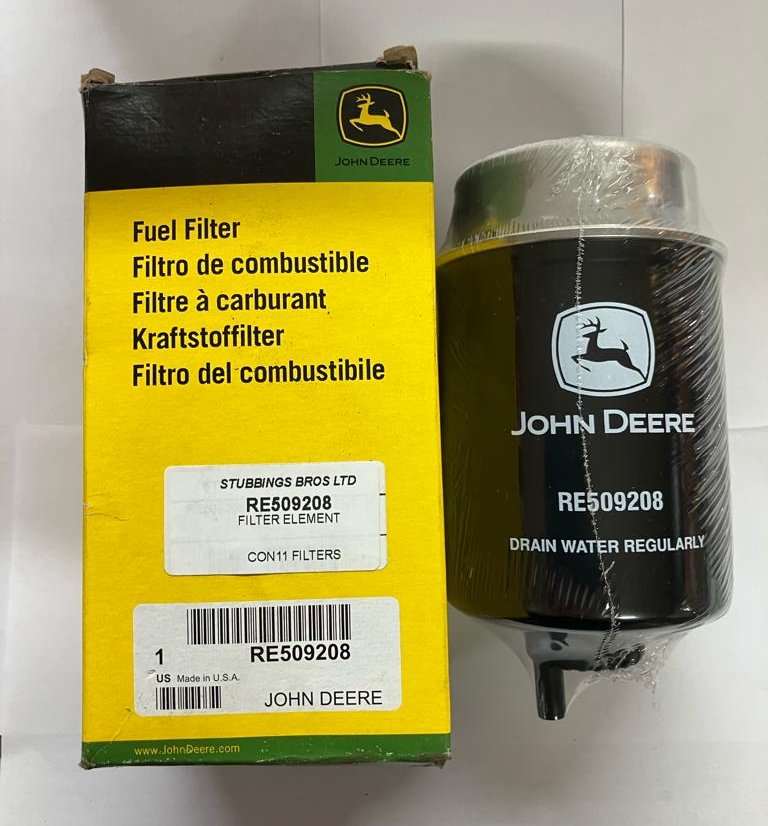 JOHN DEERE
Fuel Filter
Filtro de combustible
Filtre à carburant
Kraftstoffilter
Filtro del combustibile
STUBBINGS BROS LTD
RE509208
FILTER ELEMENT
CON11 FILTERS
1 RE509208
US Made in U.S.A.
JOHN DEERE
www.JohnDeere.com
JOHN DEERE
RE509208
DRAIN WATER REGULARLY